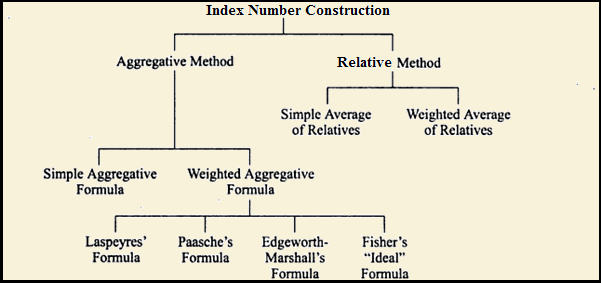 Index Number Construction
Aggregative Method
Relative Method
Simple Average
of Relatives
Weighted Average
of Relatives
Simple Aggregative
Formula
Weighted Aggregative
Formula
Laspeyres'
Formula
Paasche's
Formula
Edgeworth-
Marshall's
Formula
Fisher's
"Ideal" Formula